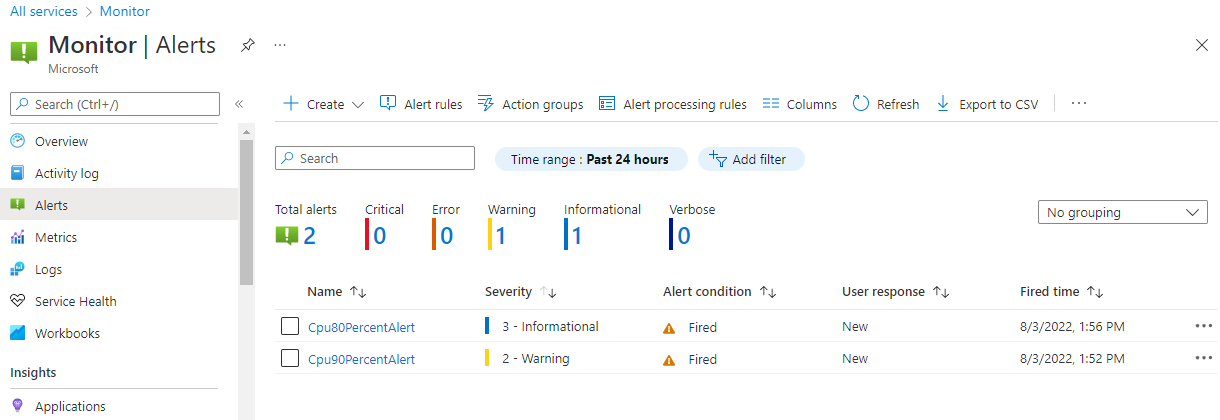 All services > Monitor
Monitor | Alerts
Microsoft
Search (Ctrl+/)
Overview
Activity log
Alerts
Metrics
Logs
Service Health
Workbooks
Insights
Applications
Create Alert rules Action groups Alert processing rules Columns Refresh Export to CSV
Search Time range : Past 24 hours Add filter
Total alerts Critical Error Warning Informational Verbose
2 0 0 1 1 0
No grouping
Name Severity Alert condition User response Fired time
Cpu80PercentAlert 3 - Informational Fired New 8/3/2022, 1:56 PM
Cpu90PercentAlert 2 - Warning Fired New 8/3/2022, 1:52 PM